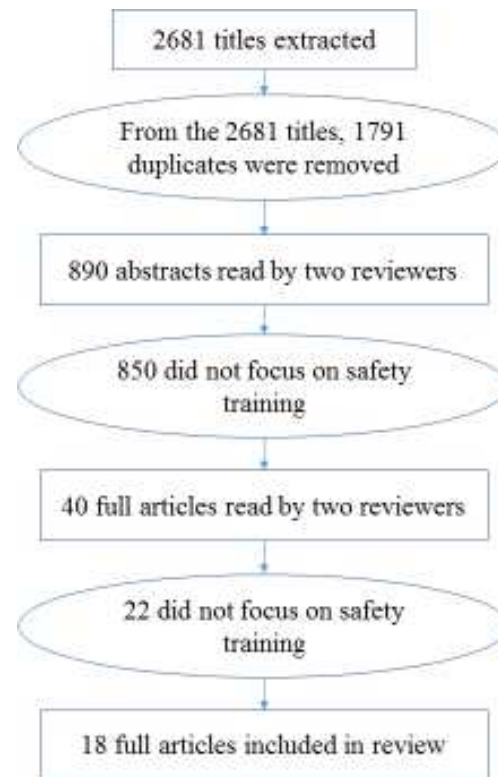 2681 titles extracted
From the 2681 titles, 1791
duplicates were removed
890 abstracts read by two reviewers
850 did not focus on safety
training
40 full articles read by two reviewers
22 did not focus on safety
training
18 full articles included in review